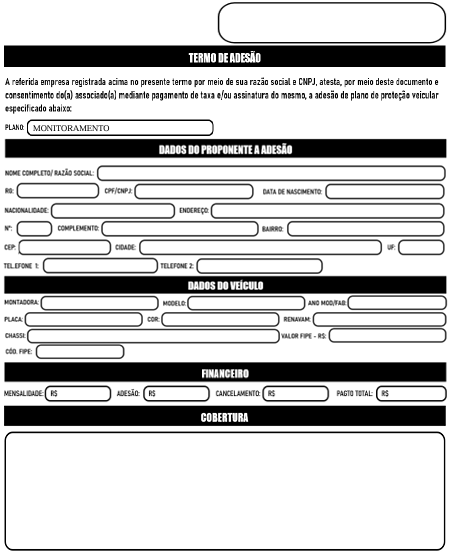 TERMO DE ADESÃO
A referida empresa registrada acima no presente termo por meio de sua razão social e CNPJ, atesta, por meio deste documento e
consentimento do(a) associado(a) mediante pagamento de taxa e/ou assinatura do mesmo, a adesão de plano de proteção veicular
especificado abaixo:
PLANO: MONITORAMENTO
DADOS DO PROPONENTE A ADESÃO
NOME COMPLETO/ RAZÃO SOCIAL:
RG: CPF/CNPJ: DATA DE NASCIMENTO:
NACIONALIDADE: ENDEREÇO:
Nº: COMPLEMENTO: BAIRRO:
CEP: CIDADE: UF:
TELEFONE 1: TELEFONE 2:
DADOS DO VEÍCULO
MONTADORA: MODELO: ANO MOD/FAB:
PLACA: COR: RENAVAM:
CHASSI: VALOR FIPE - R$:
CÓD. FIPE:
FINANCEIRO
MENSALIDADE: R$ ADESÃO: R$ CANCELAMENTO: R$ PAGTO TOTAL: R$
COBERTURA